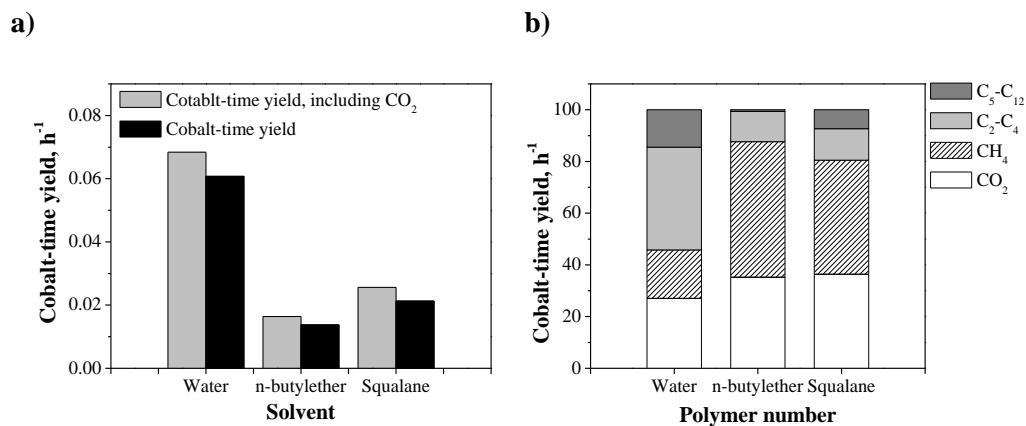 a)
Cobalt-time yield, h⁻¹
0.08
0.06
0.04
0.02
0.00
Cotablt-time yield, including CO₂
Cobalt-time yield
Water
n-butylether
Squalane
Solvent
b)
Cobalt-time yield, h⁻¹
100
80
60
40
20
0
C₅-C₁₂
C₂-C₄
CH₄
CO₂
Water
n-butylether
Squalane
Polymer number